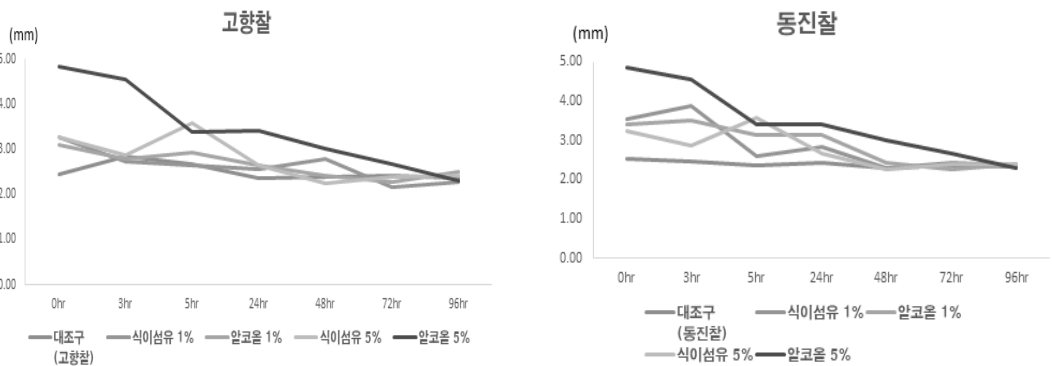 고향찰
(mm)
5.00
4.00
3.00
2.00
1.00
0.00
0hr 3hr 5hr 24hr 48hr 72hr 96hr
대조구 식이섬유 1% 알코올 1% 식이섬유 5% 알코올 5%
(고향찰)
동진찰
(mm)
5.00
4.00
3.00
2.00
1.00
0.00
0hr 3hr 5hr 24hr 48hr 72hr 96hr
대조구 식이섬유 1% 알코올 1%
(동진찰)
식이섬유 5% 알코올 5%